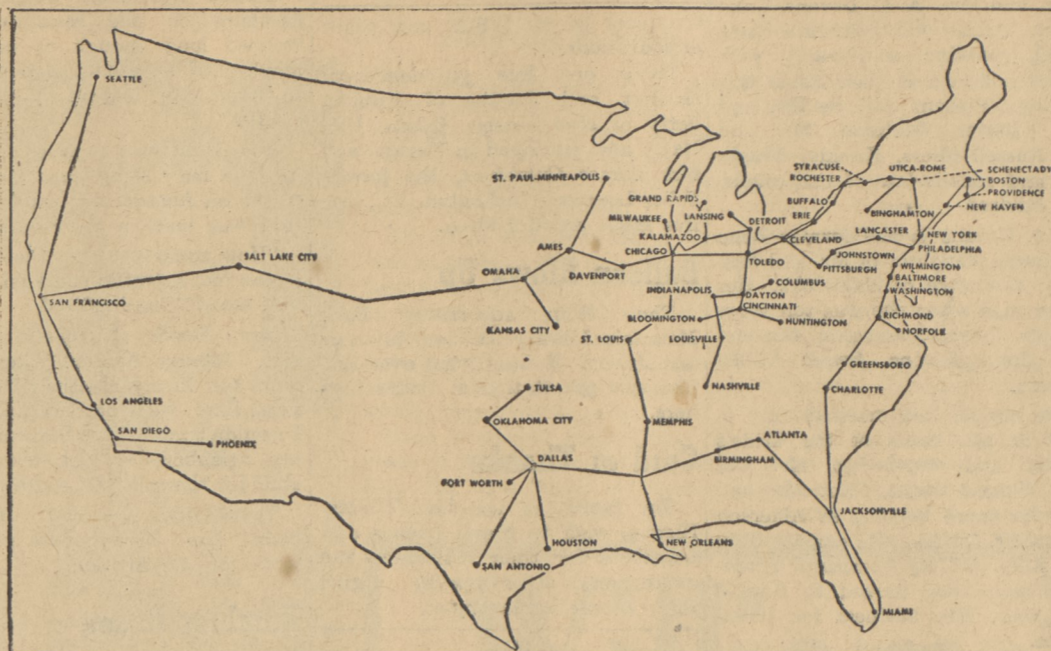 SEATTLE
SYRACUSE
UTICA-ROME
SCHENECTADY
ROCHESTER
BOSTON
ST. PAUL-MINNEAPOLIS
PROVIDENCE
GRAND RAPIDS
BUFFALO
NEW HAVEN
MILWAUKEE
LANSING
DETROIT
ERIE
BINGHAMTON
KALAMAZOO
CLEVELAND
LANCASTER
NEW YORK
AMES
CHICAGO
PHILADELPHIA
TOLEDO
JOHNSTOWN
SALT LAKE CITY
PITTSBURGH
WILMINGTON
OMAHA
DAVENPORT
BALTIMORE
COLUMBUS
WASHINGTON
INDIANAPOLIS
DAYTON
SAN FRANCISCO
CINCINNATI
BLOOMINGTON
HUNTINGTON
RICHMOND
KANSAS CITY
NORFOLK
ST. LOUIS
LOUISVILLE
GREENSBORO
TULSA
NASHVILLE
CHARLOTTE
LOS ANGELES
OKLAHOMA CITY
MEMPHIS
SAN DIEGO
ATLANTA
PHOENIX
DALLAS
BIRMINGHAM
FORT WORTH
JACKSONVILLE
HOUSTON
NEW ORLEANS
SAN ANTONIO
MIAMI